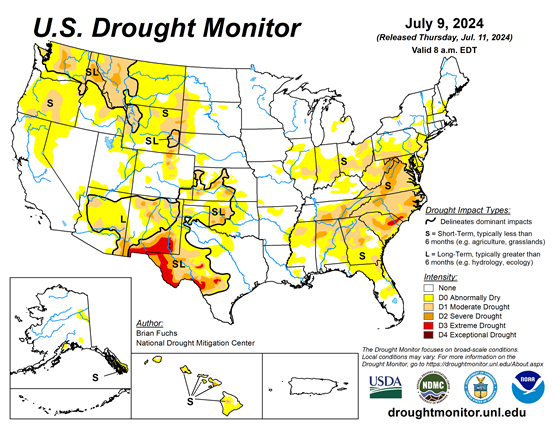 U.S. Drought Monitor
July 9, 2024
(Released Thursday, Jul. 11, 2024)
Valid 8 a.m. EDT
SL
S
S
SL
S
S
L
SL
SL
S
S
S
Drought Impact Types:
Delineates dominant impacts
S = Short-Term, typically less than
6 months (e.g. agriculture, grasslands)
L = Long-Term, typically greater than
6 months (e.g. hydrology, ecology)
Intensity:
None
D0 Abnormally Dry
D1 Moderate Drought
D2 Severe Drought
D3 Extreme Drought
D4 Exceptional Drought
Author:
Brian Fuchs
National Drought Mitigation Center
The Drought Monitor focuses on broad-scale conditions.
Local conditions may vary. For more information on the
Drought Monitor, go to https://droughtmonitor.unl.edu/About.aspx
USDA
NDMC
NOAA
droughtmonitor.unl.edu